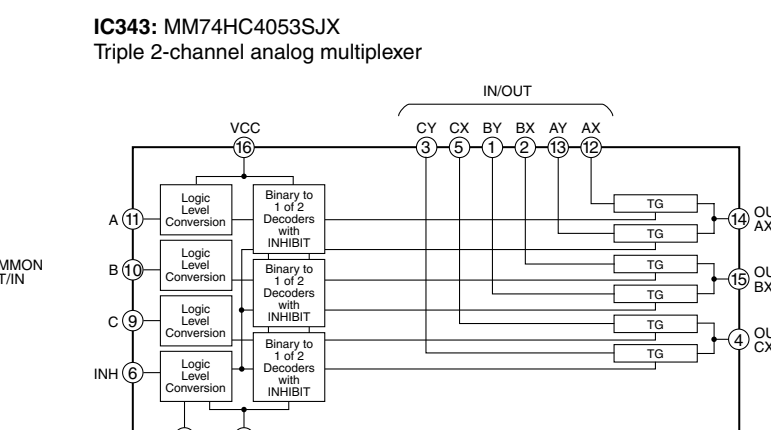 IC343: MM74HC4053SJX
Triple 2-channel analog multiplexer
IN/OUT
VCC CY CX BY BX AY AX
16 3 5 1 2 13 12
A 11
Logic
Level
Conversion
Binary to
1 of 2
Decoders
with
INHIBIT
TG
14
TG
B 10
Logic
Level
Conversion
Binary to
1 of 2
Decoders
with
INHIBIT
TG
15
TG
C 9
Logic
Level
Conversion
Binary to
1 of 2
Decoders
with
INHIBIT
TG
4
TG
INH 6
Logic
Level
Conversion